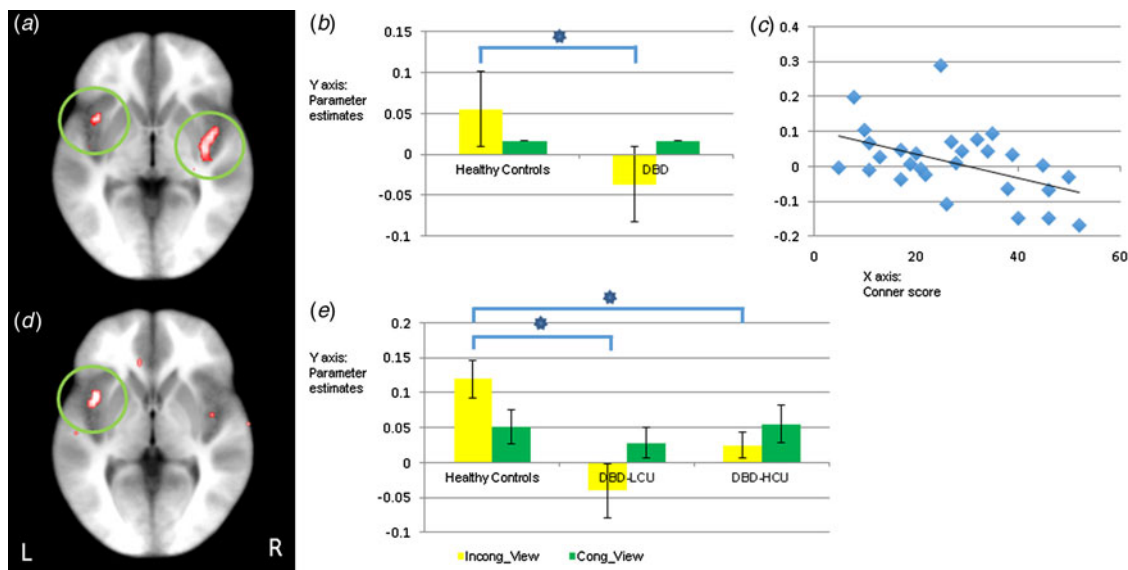 (a)
(b)
0.15
0.1
0.05
0
-0.05
-0.1
Y axis:
Parameter
estimates
Healthy Controls
DBD
(c)
0.4
0.3
0.2
0.1
0
-0.1
-0.2
0
20
40
60
X axis:
Conner score
(d)
L
R
(e)
0.2
0.15
0.1
0.05
0
-0.05
-0.1
Y axis:
Parameter
estimates
Healthy Controls
DBD-LCU
DBD-HCU
Incong_View
Cong_View